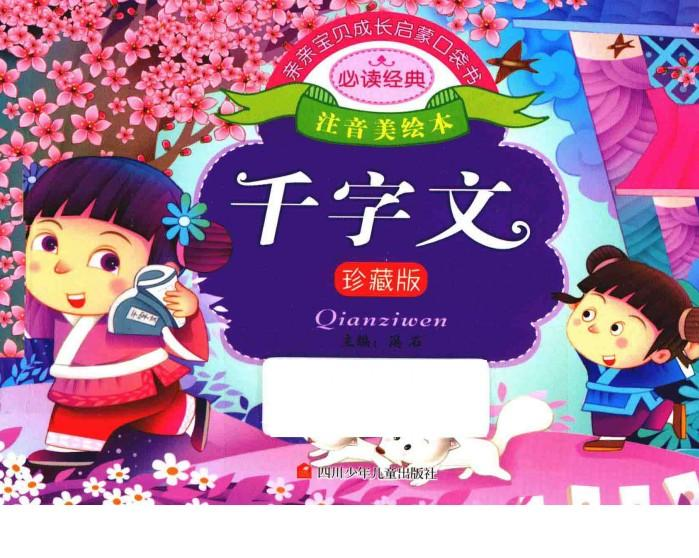 亲亲宝贝成长启蒙口袋书
必读经典
注音美绘本
千字文
珍藏版
Qianziwen
主编：溪石
四川少年儿童出版社